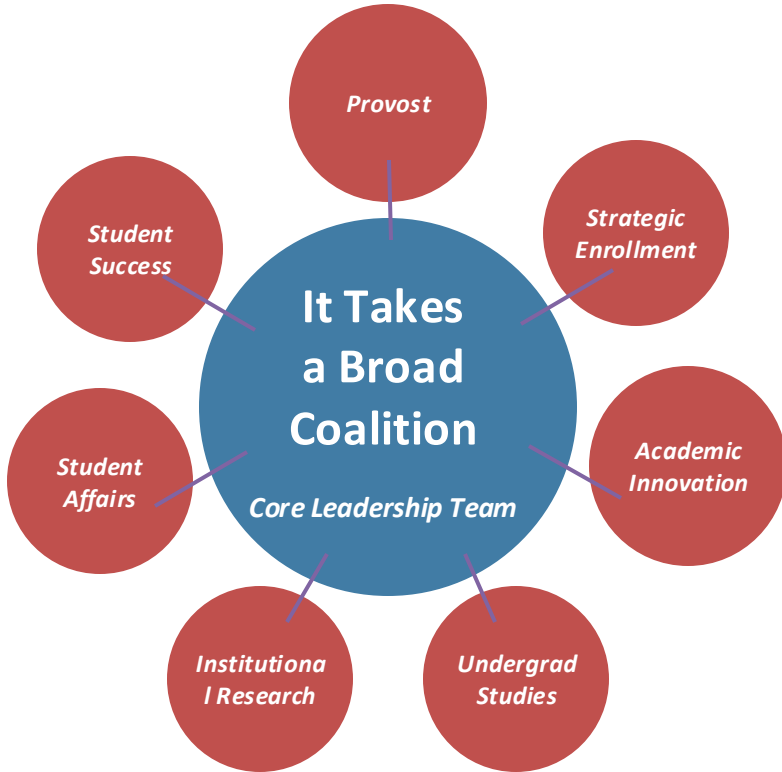 Provost
Strategic
Enrollment
Academic
Innovation
Undergrad
Studies
Institutiona
l Research
Student
Affairs
Student
Success
It Takes
a Broad
Coalition
Core Leadership Team